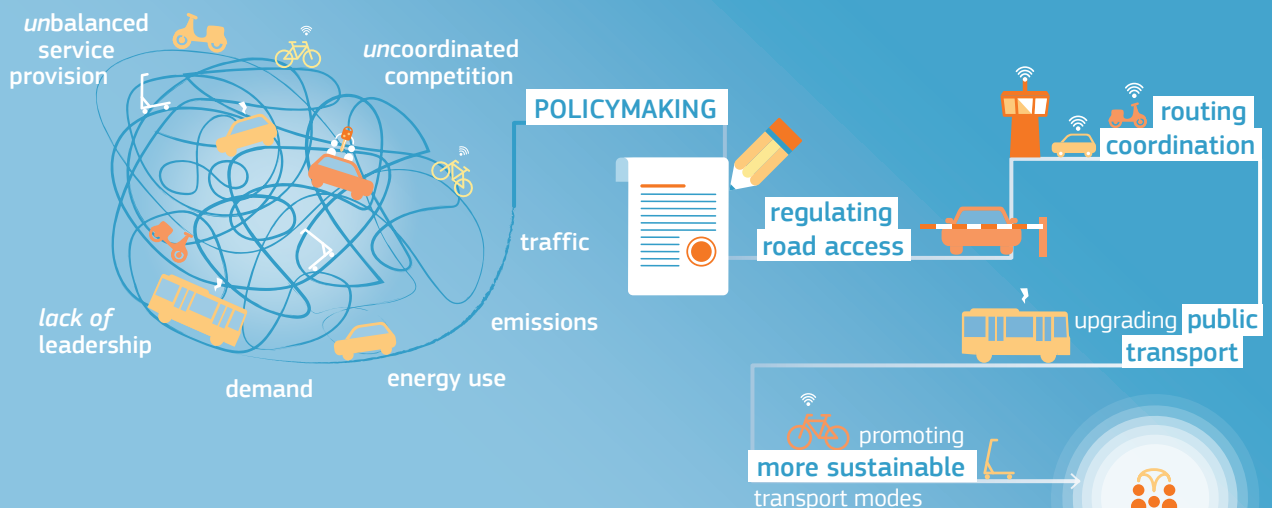 unbalanced
service
provision
uncoordinated
competition
POLICYMAKING
traffic
emissions
energy use
demand
lack of
leadership
regulating
road access
routing
coordination
upgrading public
transport
promoting
more sustainable
transport modes